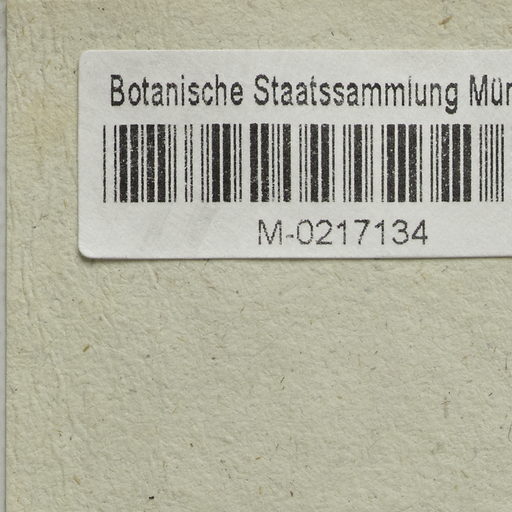 Botanische Staatssammlung Mün
M-0217134